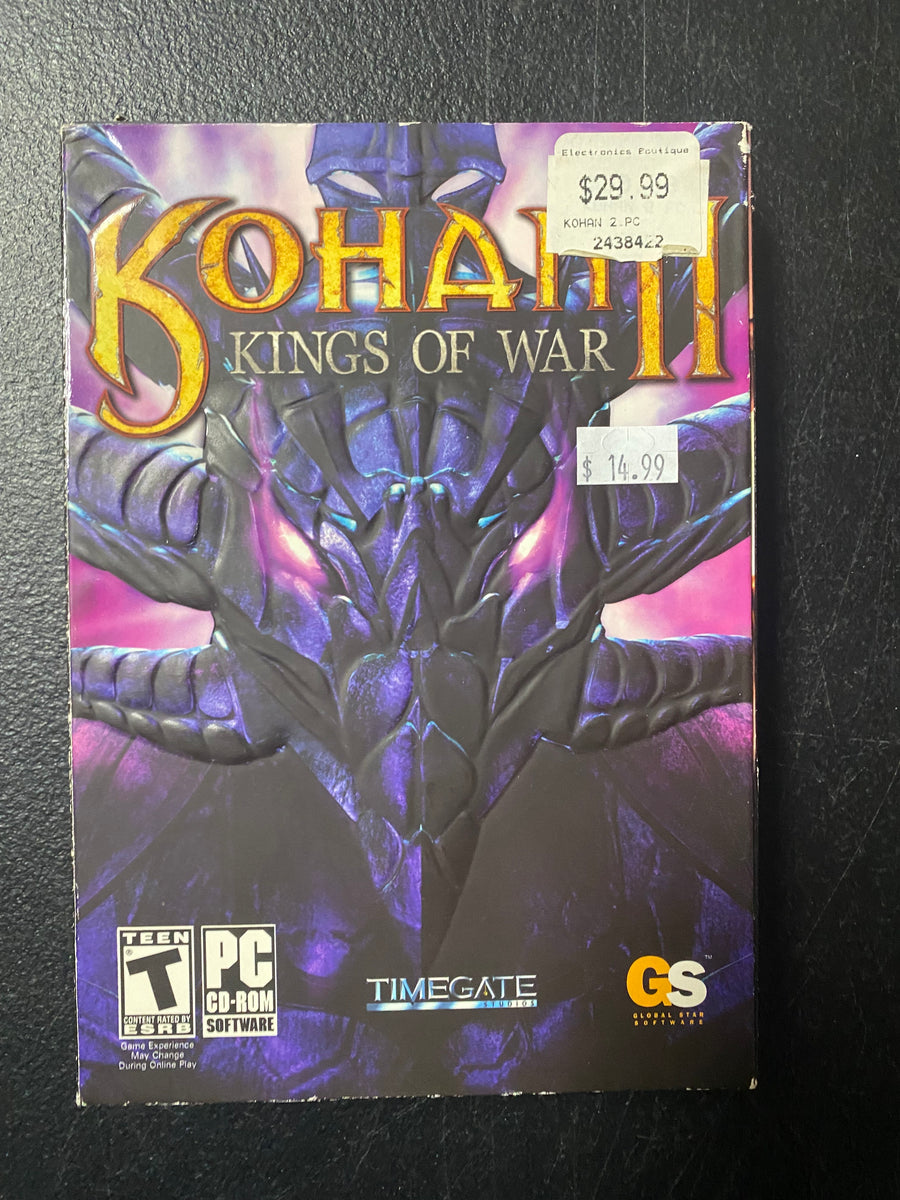 Electronics Boutique
$29.99
KOHAN 2.PC
2438422
KOHAN II
KINGS OF WAR
$ 14.99
TEEN
T
®
CONTENT RATED BY
ESRB
Game Experience
May Change
During Online Play
PC
CD-ROM
SOFTWARE
TIMEGATE
STUDIOS
GS
TM
GLOBAL STAR
SOFTWARE